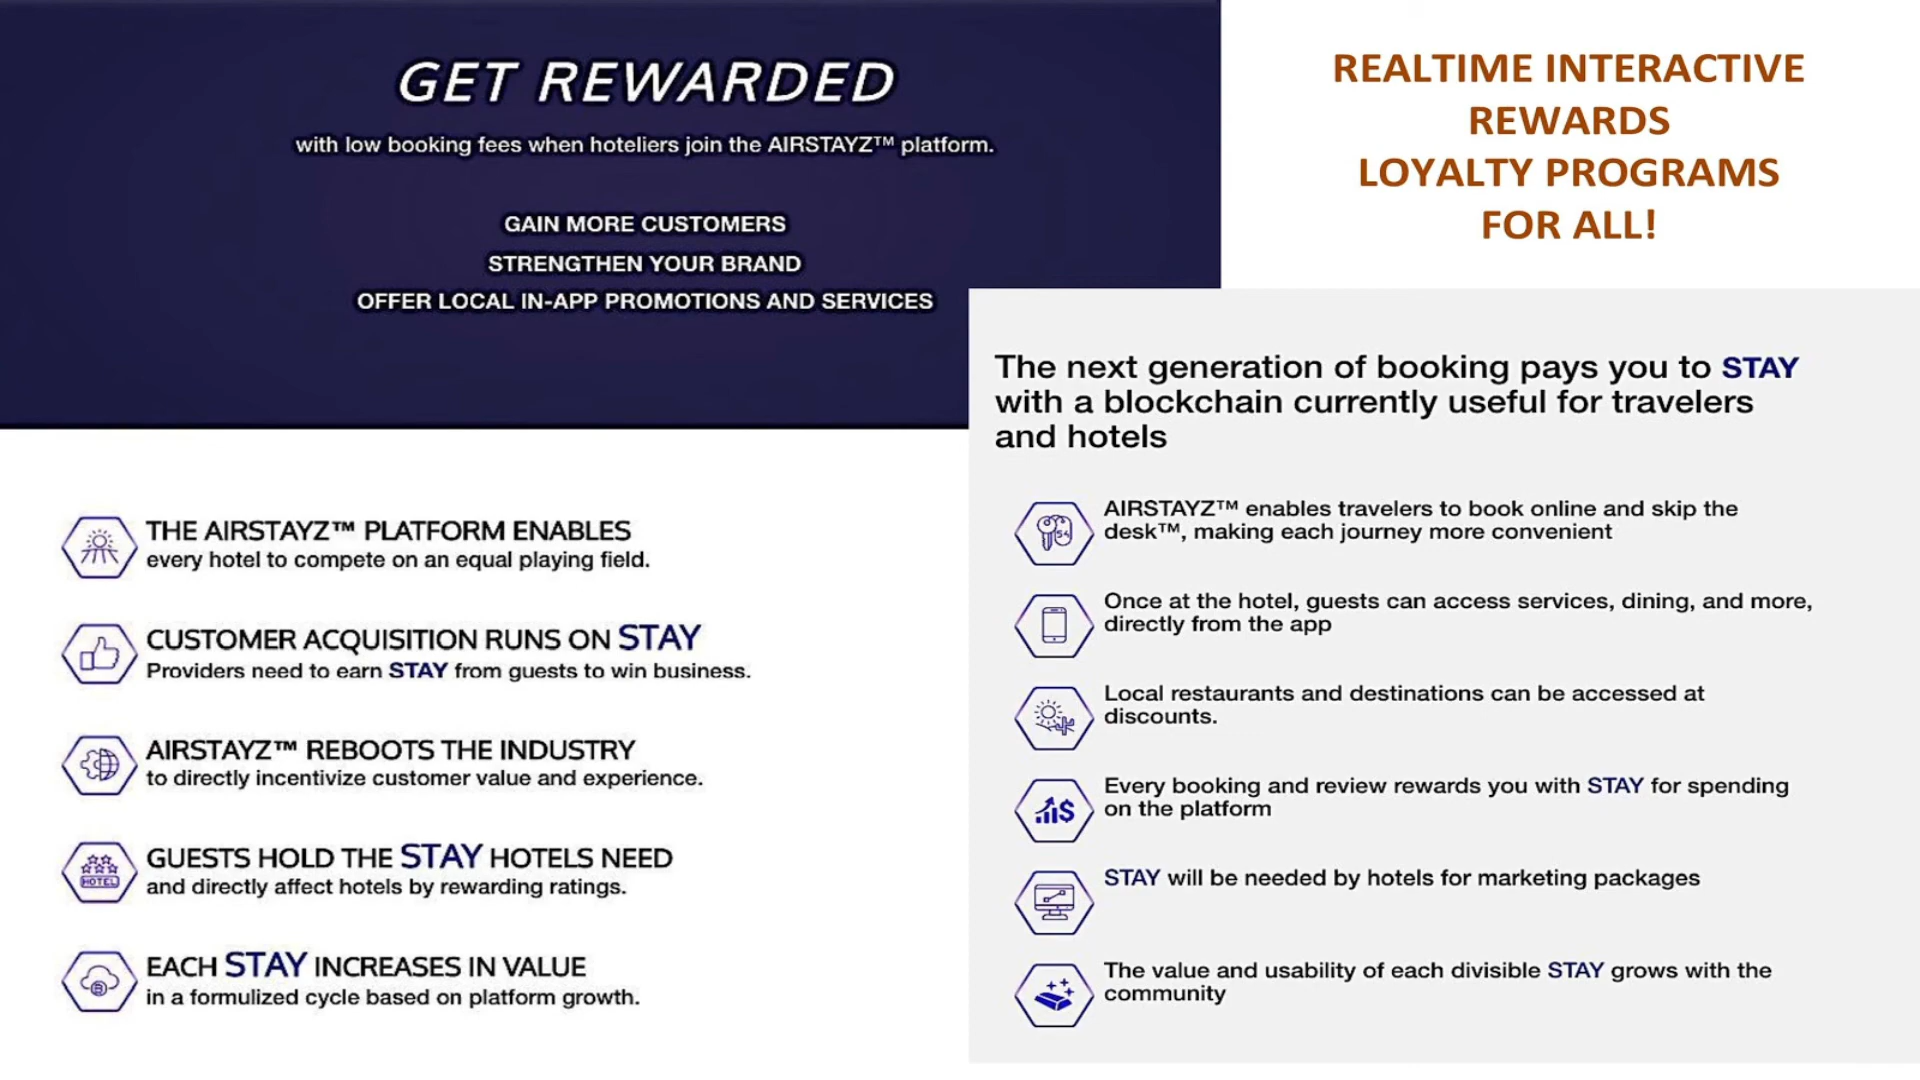 GET REWARDED
with low booking fees when hoteliers join the AIRSTAYZ™ platform.
GAIN MORE CUSTOMERS
STRENGTHEN YOUR BRAND
OFFER LOCAL IN-APP PROMOTIONS AND SERVICES
REALTIME INTERACTIVE
REWARDS
LOYALTY PROGRAMS
FOR ALL!
THE AIRSTAYZ™ PLATFORM ENABLES
every hotel to compete on an equal playing field.
CUSTOMER ACQUISITION RUNS ON STAY
Providers need to earn STAY from guests to win business.
AIRSTAYZ™ REBOOTS THE INDUSTRY
to directly incentivize customer value and experience.
HOTEL
GUESTS HOLD THE STAY HOTELS NEED
and directly affect hotels by rewarding ratings.
EACH STAY INCREASES IN VALUE
in a formulized cycle based on platform growth.
The next generation of booking pays you to STAY
with a blockchain currently useful for travelers
and hotels
AIRSTAYZ™ enables travelers to book online and skip the
desk™, making each journey more convenient
Once at the hotel, guests can access services, dining, and more,
directly from the app
Local restaurants and destinations can be accessed at
discounts.
$
Every booking and review rewards you with STAY for spending
on the platform
STAY will be needed by hotels for marketing packages
The value and usability of each divisible STAY grows with the
community